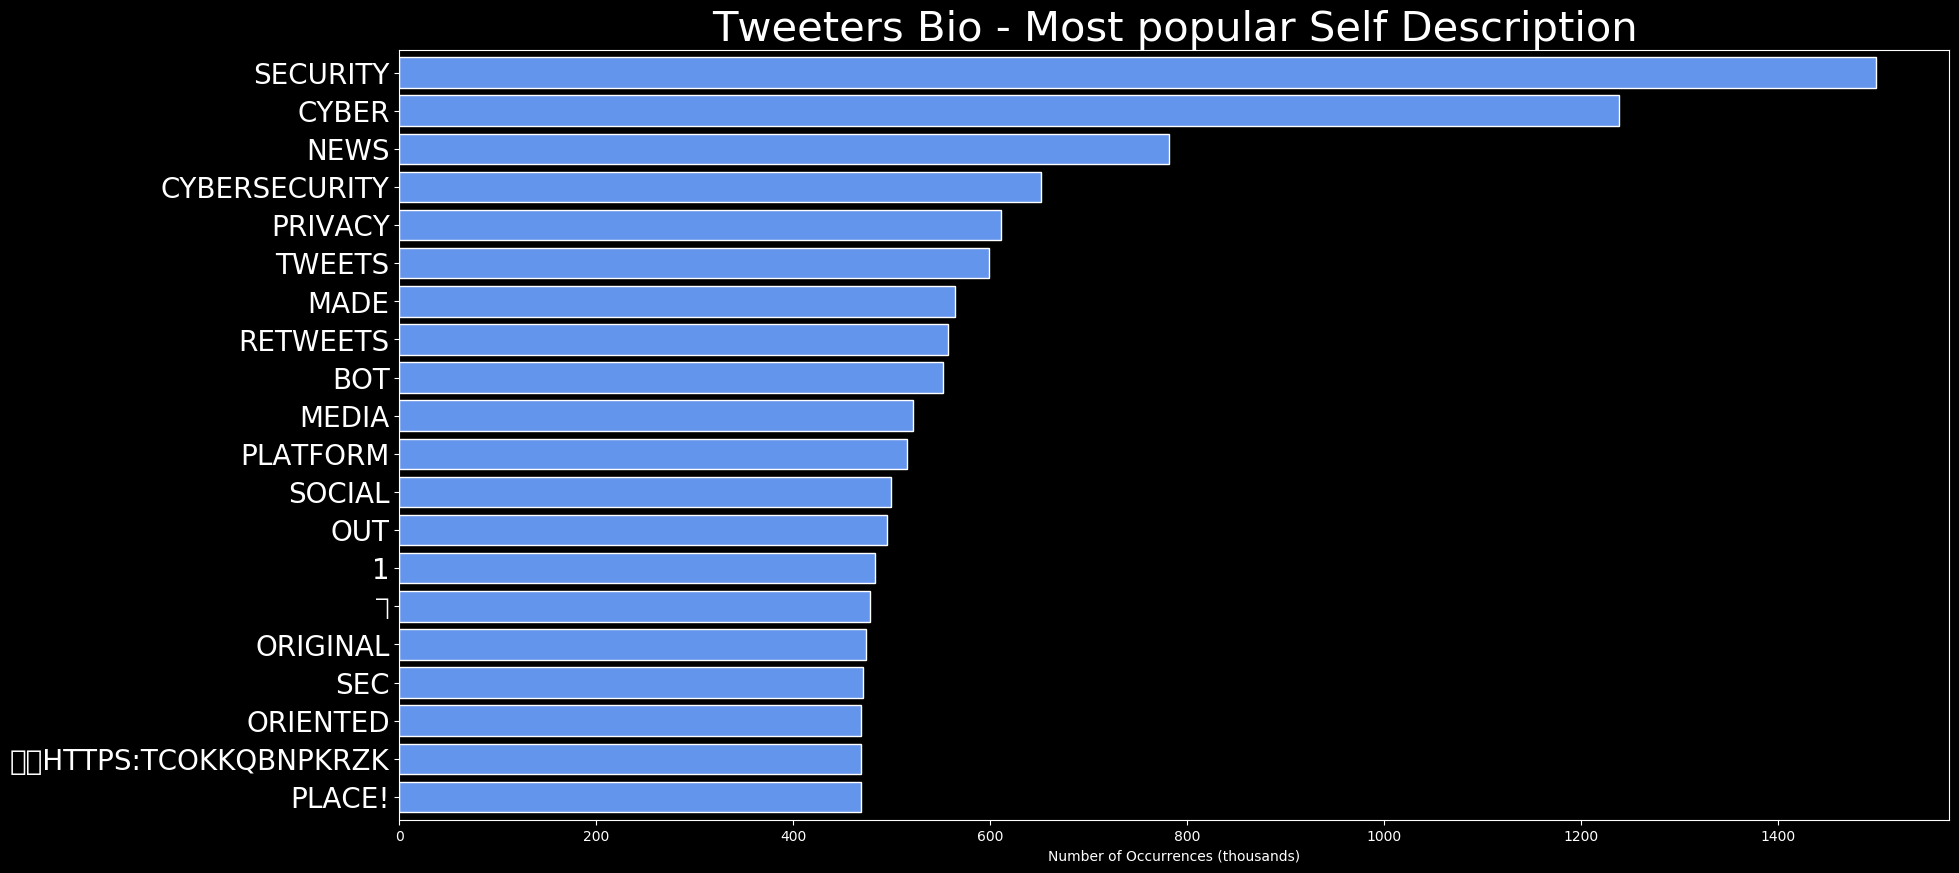 Tweeters Bio - Most popular Self Description
SECURITY
CYBER
NEWS
CYBERSECURITY
PRIVACY
TWEETS
MADE
RETWEETS
BOT
MEDIA
PLATFORM
SOCIAL
OUT
1
ORIGINAL
SEC
ORIENTED
HTTPS:TCOKKQBNPKRZK
PLACE!
0 200 400 600 800 1000 1200 1400
Number of Occurrences (thousands)